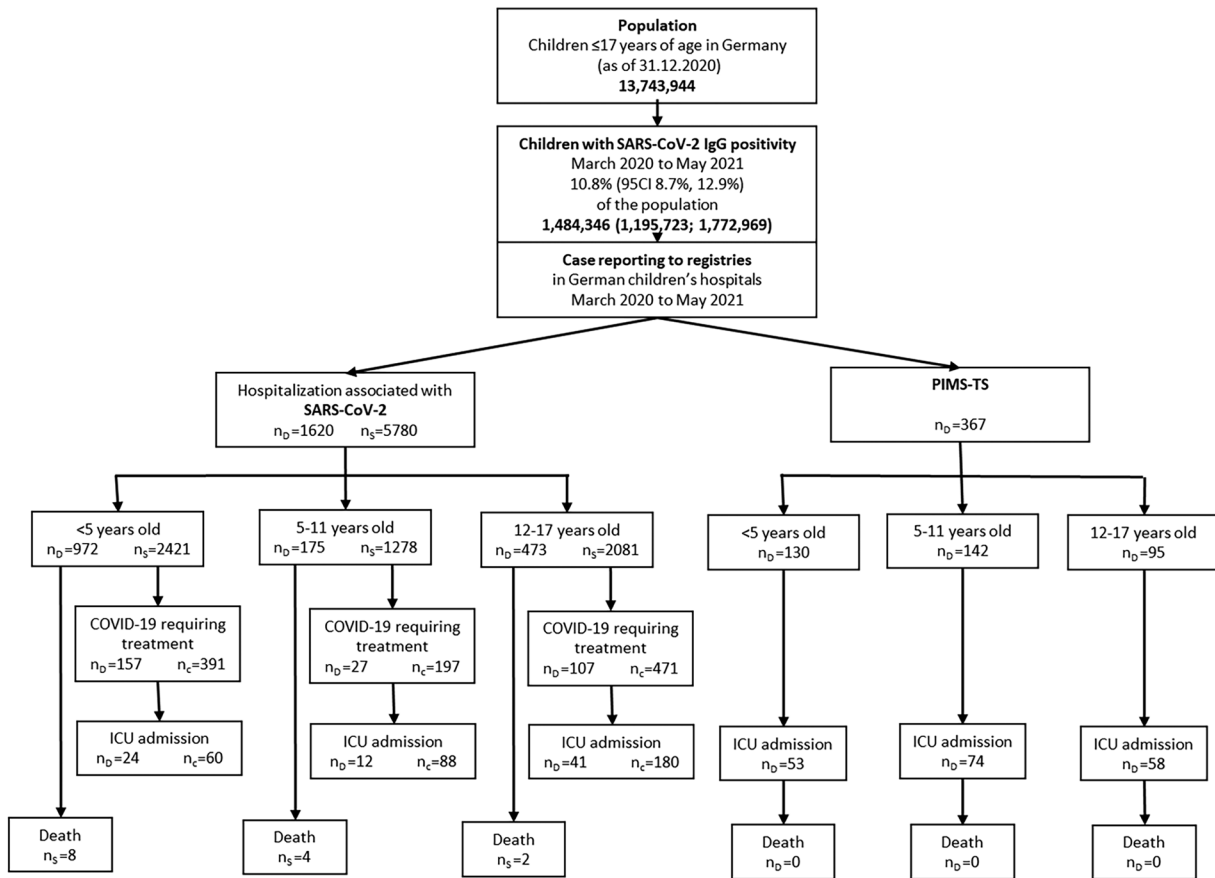 Population
Children ≤17 years of age in Germany
(as of 31.12.2020)
13,743,944
Children with SARS-CoV-2 IgG positivity
March 2020 to May 2021
10.8% (95CI 8.7%, 12.9%)
of the population
1,484,346 (1,195,723; 1,772,969)
Case reporting to registries
in German children's hospitals
March 2020 to May 2021
Hospitalization associated with
SARS-CoV-2
nD=1620 nS=5780
PIMS-TS
nD=367
<5 years old
nD=972 nS=2421
5-11 years old
nD=175 nS=1278
12-17 years old
nD=473 nS=2081
<5 years old
nD=130
5-11 years old
nD=142
12-17 years old
nD=95
COVID-19 requiring
treatment
nD=157 nc=391
COVID-19 requiring
treatment
nD=27 nc=197
COVID-19 requiring
treatment
nD=107 nc=471
ICU admission
nD=24 nc=60
ICU admission
nD=12 nc=88
ICU admission
nD=41 nc=180
ICU admission
nD=53
ICU admission
nD=74
ICU admission
nD=58
Death
nS=8
Death
nS=4
Death
nS=2
Death
nD=0
Death
nD=0
Death
nD=0